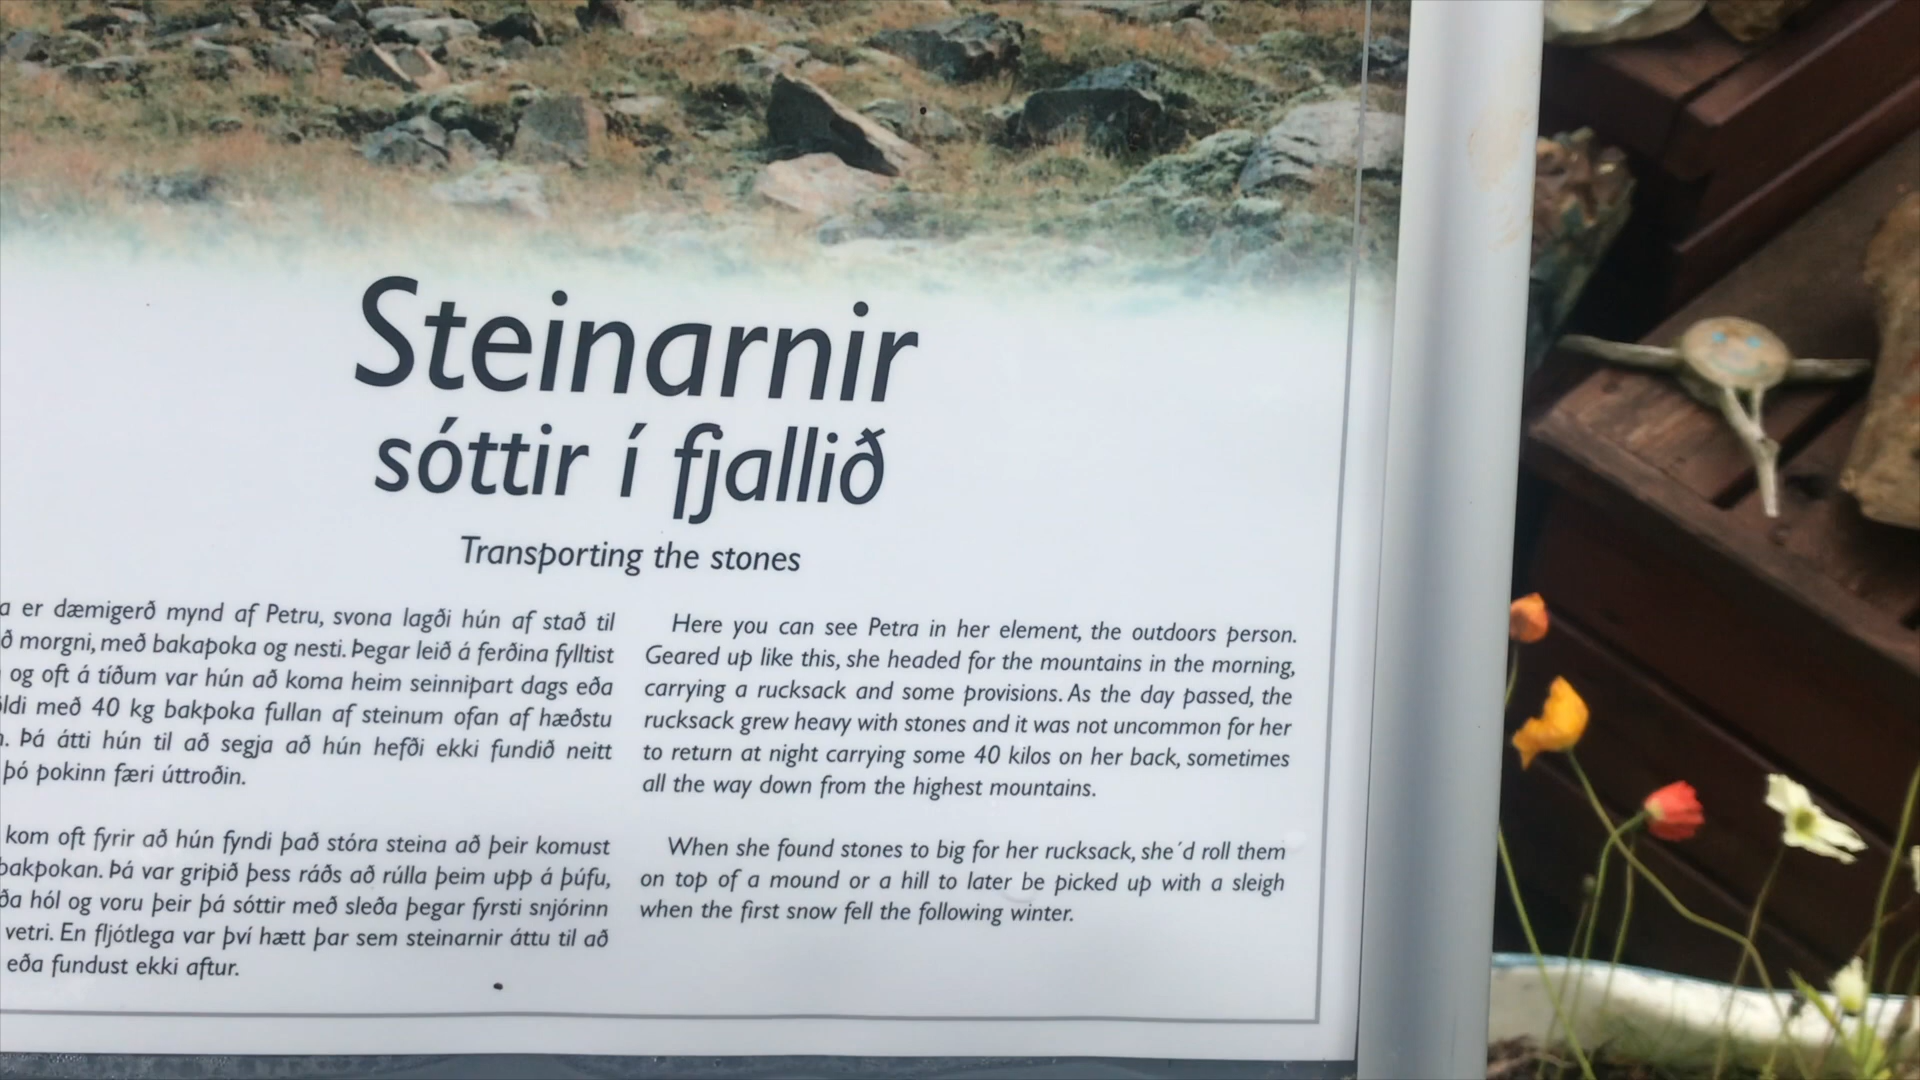 Steinarnir
sóttir í fjallið
Transporting the stones
er dæmigerð mynd af Petru, svona lagði hún af stað til
morgni, með bakapoka og nesti. Þegar leið á ferðina fylltist
og oft á tíðum var hún að koma heim seinnipart dags eða
með 40 kg bakpoka fullan af steinum ofan af hæðstu
Þá átti hún til að segja að hún hefði ekki fundið neitt
þó pokinn færi úttroðin.
kom oft fyrir að hún fyndi það stóra steina að þeir komust
bakpokan. Þá var gripið þess ráðs að rúlla þeim upp á þúfu,
hól og voru þeir þá sóttir með sleða þegar fyrsti snjórinn
vetri. En fljótlega var því hætt þar sem steinarnir áttu til að
eða fundust ekki aftur.
Here you can see Petra in her element, the outdoors person.
Geared up like this, she headed for the mountains in the morning,
carrying a rucksack and some provisions. As the day passed, the
rucksack grew heavy with stones and it was not uncommon for her
to return at night carrying some 40 kilos on her back, sometimes
all the way down from the highest mountains.
When she found stones to big for her rucksack, she´d roll them
on top of a mound or a hill to later be picked up with a sleigh
when the first snow fell the following winter.